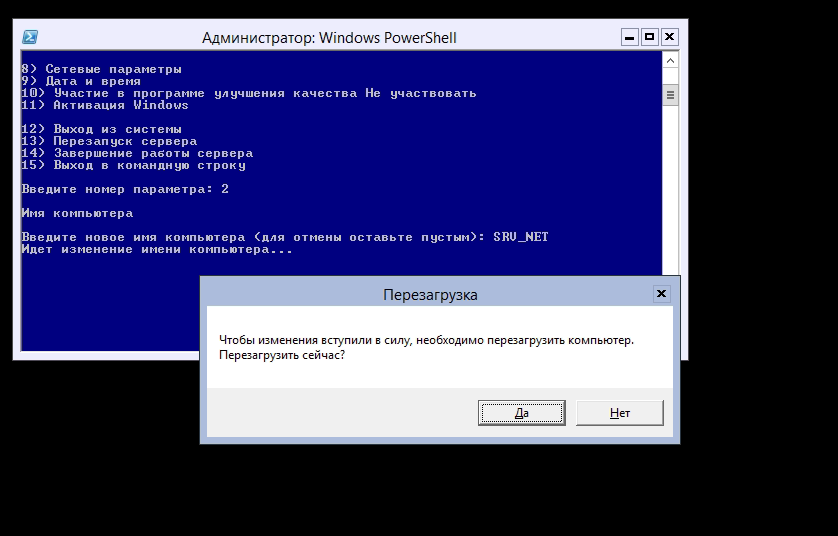 Администратор: Windows PowerShell
8) Сетевые параметры
9) Дата и время
10) Участие в программе улучшения качества Не участвовать
11) Активация Windows
12) Выход из системы
13) Перезапуск сервера
14) Завершение работы сервера
15) Выход в командную строку
Введите номер параметра: 2
Имя компьютера
Введите новое имя компьютера (для отмены оставьте пустым): SRV_NET
Идет изменение имени компьютера...
Перезагрузка
Чтобы изменения вступили в силу, необходимо перезагрузить компьютер.
Перезагрузить сейчас?
Да
Нет